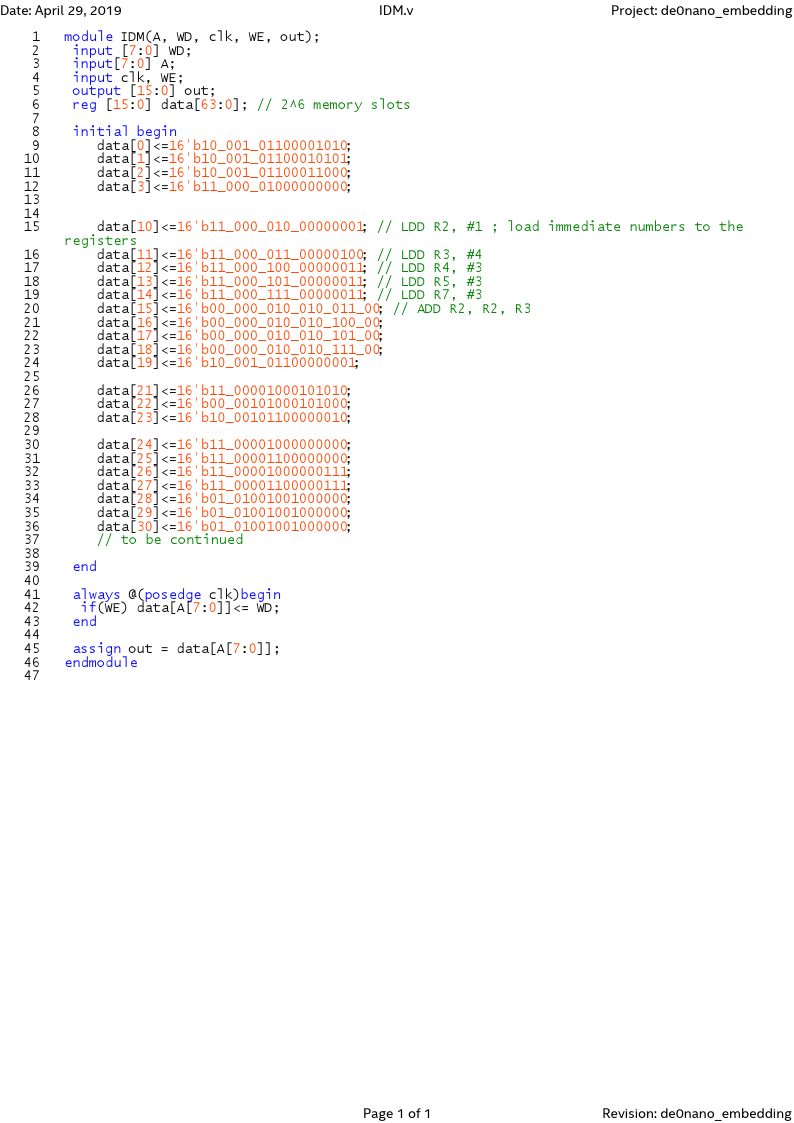 Date: April 29, 2019 IDM.v Project: de0nano_embedding
1 module IDM(A, WD, clk, WE, out);
2 input [7:0] WD;
3 input[7:0] A;
4 input clk, WE;
5 output [15:0] out;
6 reg [15:0] data[63:0]; // 2^6 memory slots
7
8 initial begin
9 data[0]<=16'b10_001_01100001010;
10 data[1]<=16'b10_001_01100010101;
11 data[2]<=16'b10_001_01100011000;
12 data[3]<=16'b11_000_01000000000;
13
14
15 data[10]<=16'b11_000_010_00000001; // LDD R2, #1 ; load immediate numbers to the
registers
16 data[11]<=16'b11_000_011_00000100; // LDD R3, #4
17 data[12]<=16'b11_000_100_00000011; // LDD R4, #3
18 data[13]<=16'b11_000_101_00000011; // LDD R5, #3
19 data[14]<=16'b11_000_111_00000011; // LDD R7, #3
20 data[15]<=16'b00_000_010_010_011_00; // ADD R2, R2, R3
21 data[16]<=16'b00_000_010_010_100_00;
22 data[17]<=16'b00_000_010_010_101_00;
23 data[18]<=16'b00_000_010_010_111_00;
24 data[19]<=16'b10_001_01100000001;
25
26 data[21]<=16'b11_00001000101010;
27 data[22]<=16'b00_00101000101000;
28 data[23]<=16'b10_00101100000010;
29
30 data[24]<=16'b11_00001000000000;
31 data[25]<=16'b11_00001100000000;
32 data[26]<=16'b11_00001000000111;
33 data[27]<=16'b11_00001100000111;
34 data[28]<=16'b01_01001001000000;
35 data[29]<=16'b01_01001001000000;
36 data[30]<=16'b01_01001001000000;
37 // to be continued
38
39 end
40
41 always @(posedge clk)begin
42 if(WE) data[A[7:0]]<= WD;
43 end
44
45 assign out = data[A[7:0]];
46 endmodule
47
Page 1 of 1 Revision: de0nano_embedding